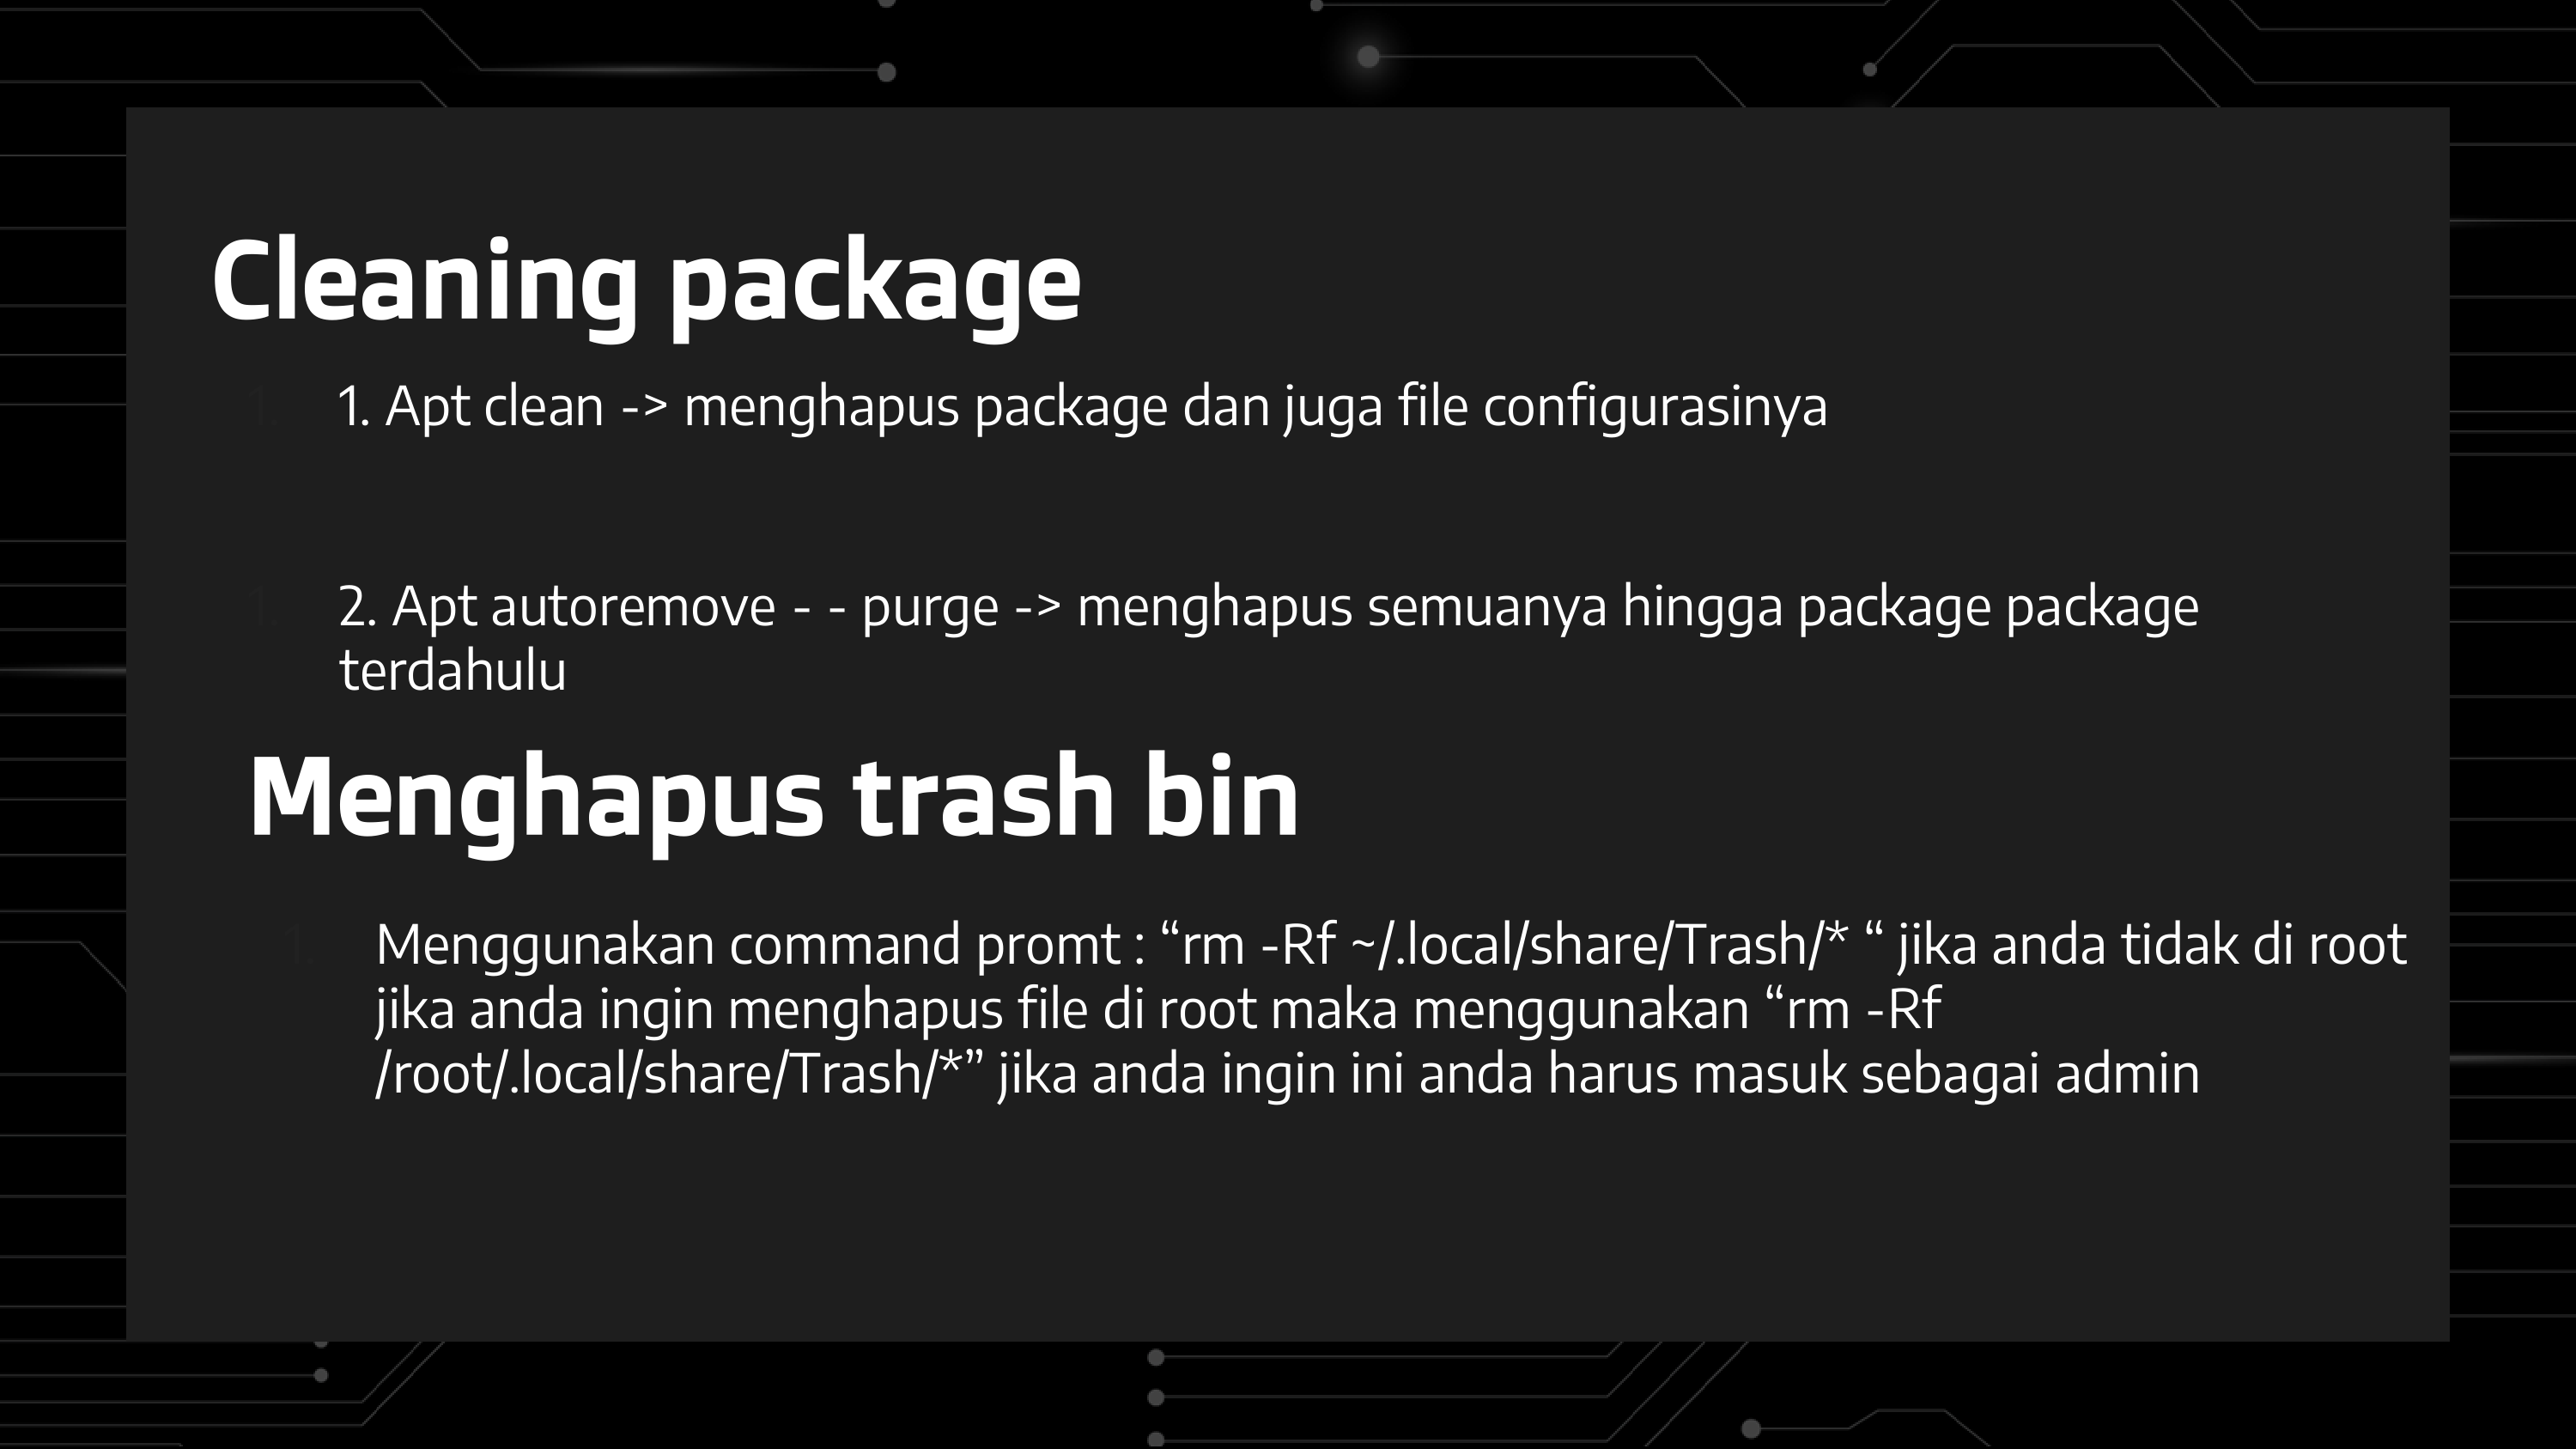 Cleaning package
1. 1. Apt clean -> menghapus package dan juga file configurasinya
1. 2. Apt autoremove - - purge -> menghapus semuanya hingga package package
terdahulu
Menghapus trash bin
1. Menggunakan command promt : “rm -Rf ~/.local/share/Trash/* “ jika anda tidak di root
jika anda ingin menghapus file di root maka menggunakan “rm -Rf
/root/.local/share/Trash/*” jika anda ingin ini anda harus masuk sebagai admin